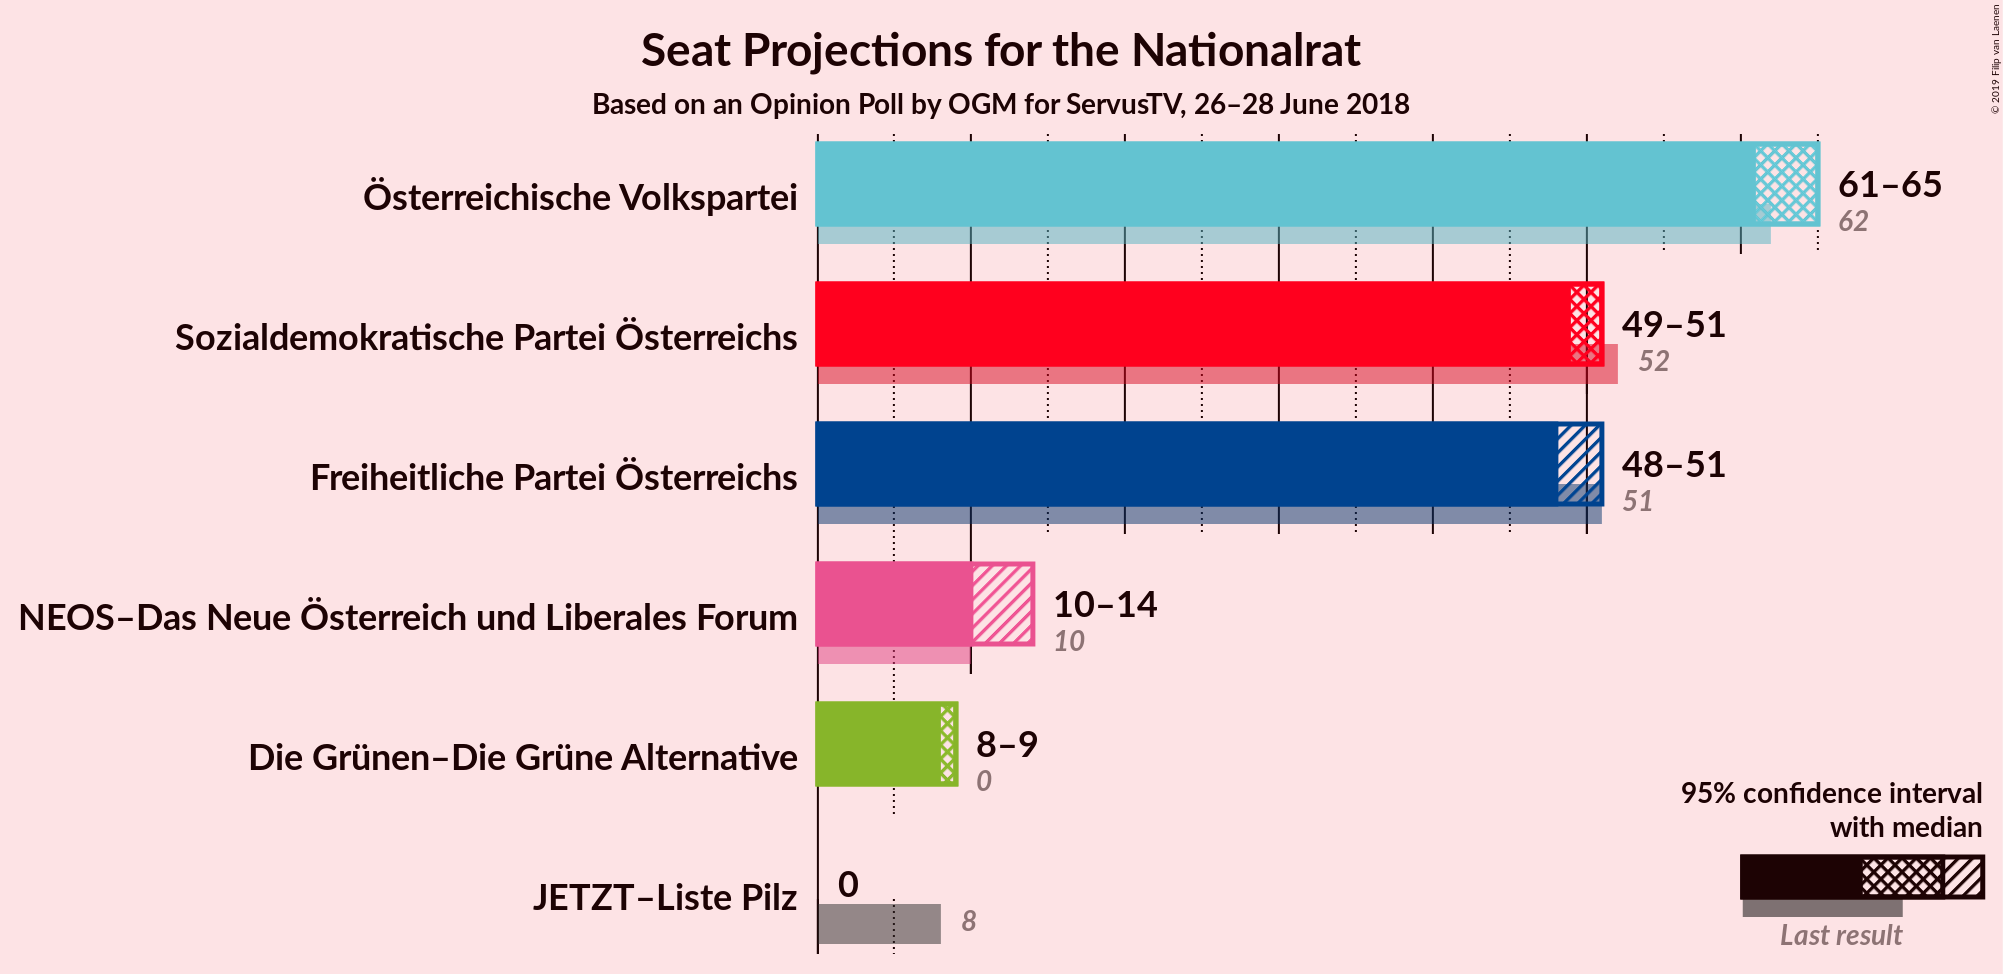 Seat Projections for the Nationalrat
Based on an Opinion Poll by OGM for ServusTV, 26–28 June 2018
© 2019 Filip van Laenen
Österreichische Volkspartei
61–65
62
Sozialdemokratische Partei Österreichs
49–51
52
Freiheitliche Partei Österreichs
48–51
51
NEOS–Das Neue Österreich und Liberales Forum
10–14
10
Die Grünen–Die Grüne Alternative
8–9
0
JETZT–Liste Pilz
0
8
95% confidence interval
with median
Last result